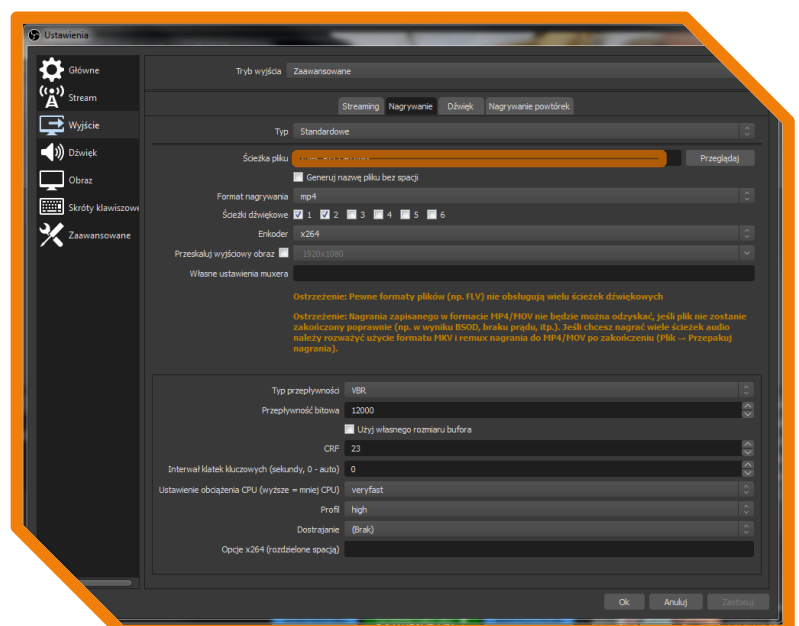 Ustawienia
Główne
Stream
Wyjście
Dźwięk
Obraz
Skróty klawiszowe
Zaawansowane
Tryb wyjścia Zaawansowane
Streaming Nagrywanie Dźwięk Nagrywanie powtórek
Typ Standardowe
Ścieżka pliku Przeglądaj
Generuj nazwę pliku bez spacji
Format nagrywania mp4
Ścieżki dźwiękowe 1 2 3 4 5 6
Enkoder x264
Przeskaluj wyjściowy obraz 1920x1080
Własne ustawienia muxera
Ostrzeżenie: Pewne formaty plików (np. FLV) nie obsługują wielu ścieżek dźwiękowych
Ostrzeżenie: Nagrania zapisanego w formacie MP4/MOV nie będzie można odzyskać, jeśli plik nie zostanie
zakończony poprawnie (np. w wyniku BSOD, braku prądu, itp.). Jeśli chcesz nagrać wiele ścieżek audio
należy rozważyć użycie formatu MKV i remux nagrania do MP4/MOV po zakończeniu (Plik → Przepakuj
nagrania).
Typ przepływności VBR
Przepływność bitowa 12000
Użyj własnego rozmiaru bufora
CRF 23
Interwał klatek kluczowych (sekundy, 0 - auto) 0
Ustawienie obciążenia CPU (wyższe = mniej CPU) veryfast
Profil high
Dostrajanie (Brak)
Opcje x264 (rozdzielone spacją)
Ok Anuluj Zastosuj